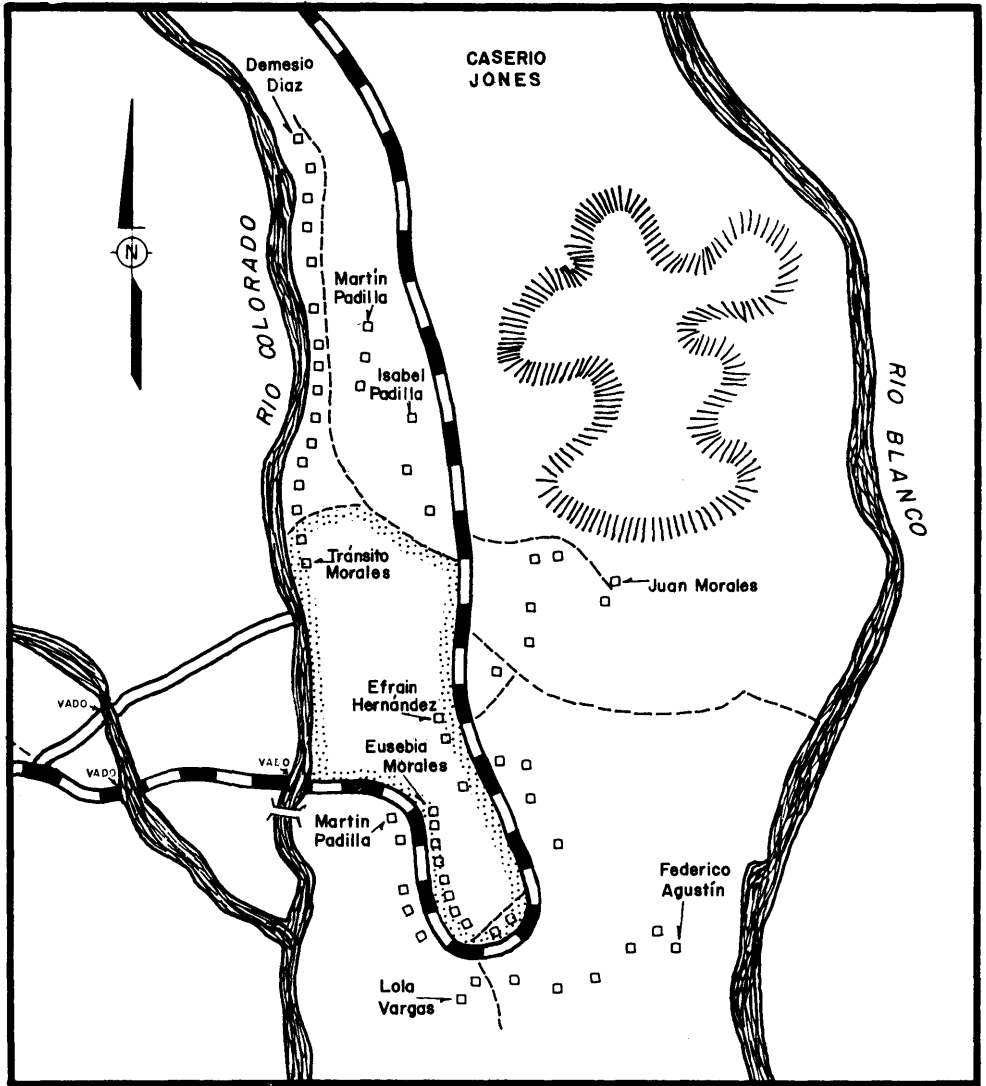 CASERIO
JONES
Demesio
Diaz
N
RIO COLORADO
Martín
Padilla
Isabel
Padilla
RIO BLANCO
Tránsito
Morales
Juan Morales
Efrain
Hernández
VADO
Eusebia
Morales
VADO
VADO
Martín
Padilla
Federico
Agustín
Lola
Vargas